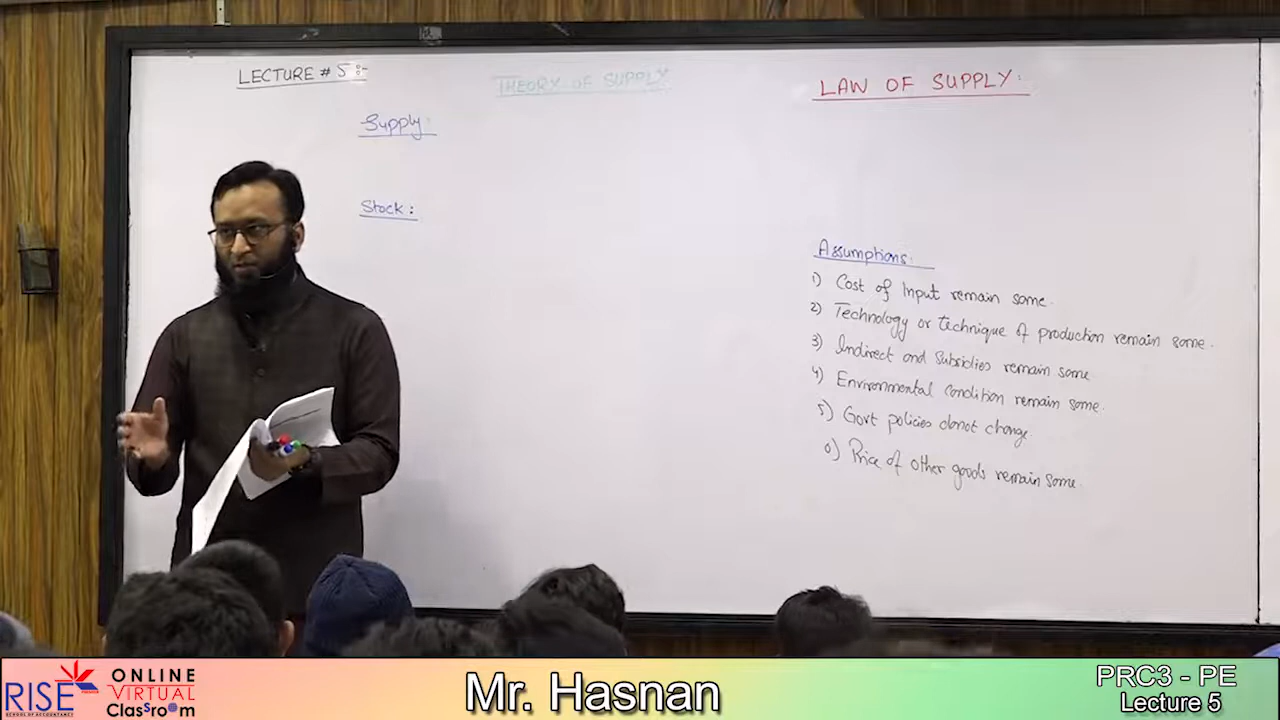 LECTURE # 5 :-
THEORY OF SUPPLY
LAW OF SUPPLY:
Supply:
Stock:
Assumptions:
1) Cost of Input remain same.
2) Technology or technique of production remain same.
3) Indirect and Subsidies remain same
4) Environmental condition remain same.
5) Govt policies donot change
6) Price of other goods remain same.
RISE
SCHOOL OF ACCOUNTANCY
ONLINE
VIRTUAL
ClasSroom
Mr. Hasnan
PRC3 - PE
Lecture 5